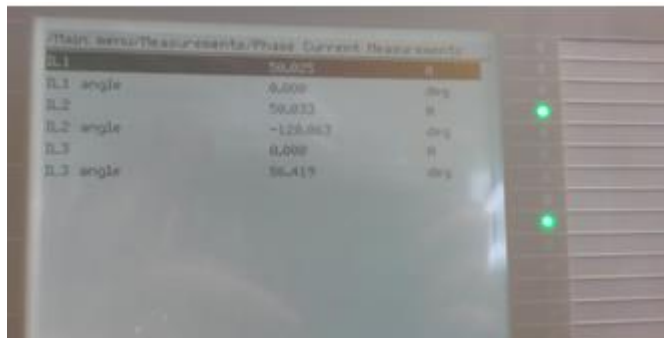 /Main menu/Measurements/Phase Current Measurements
IL1 50.025 A
IL1 angle 0.000 deg
IL2 50.033 A
IL2 angle -120.063 deg
IL3 0.000 A
IL3 angle 86.419 deg